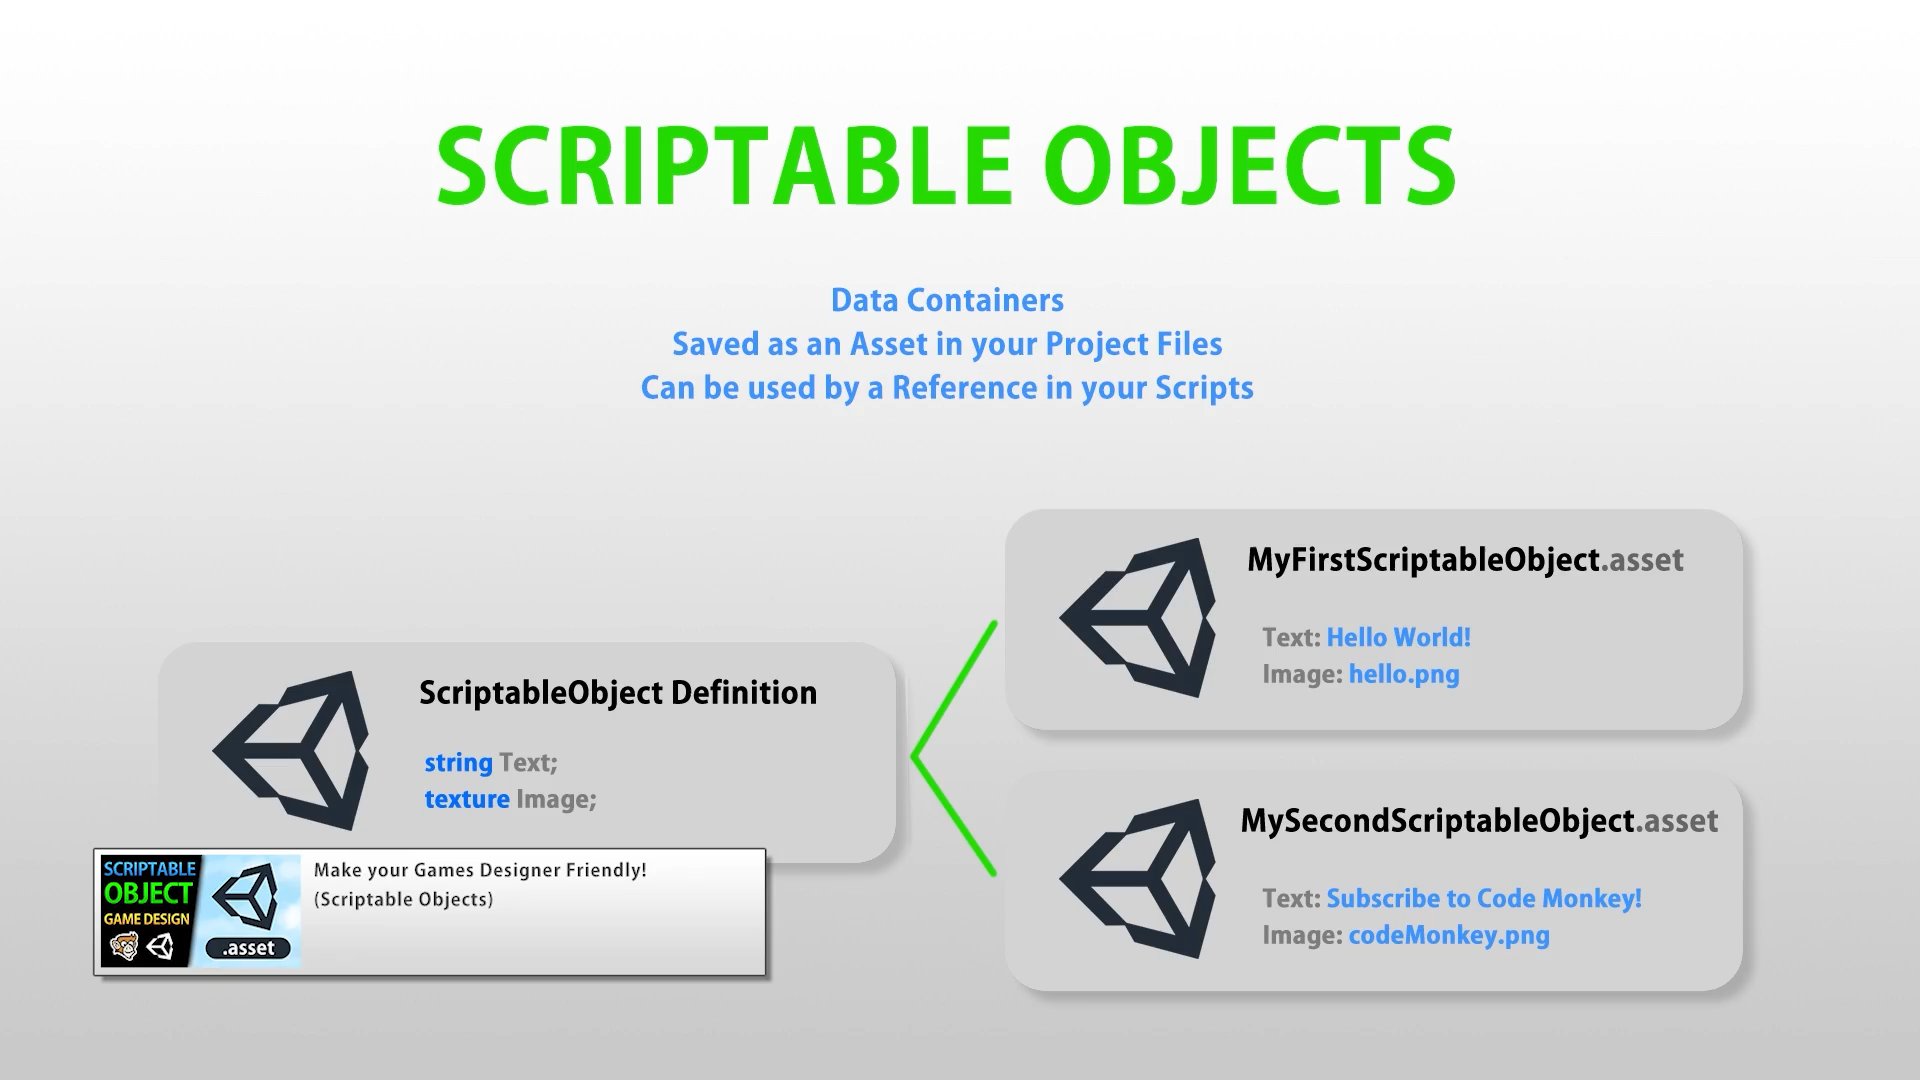 SCRIPTABLE OBJECTS
Data Containers
Saved as an Asset in your Project Files
Can be used by a Reference in your Scripts
ScriptableObject Definition
string Text;
texture Image;
MyFirstScriptableObject.asset
Text: Hello World!
Image: hello.png
MySecondScriptableObject.asset
Text: Subscribe to Code Monkey!
Image: codeMonkey.png
SCRIPTABLE
OBJECT
GAME DESIGN
.asset
Make your Games Designer Friendly!
(Scriptable Objects)